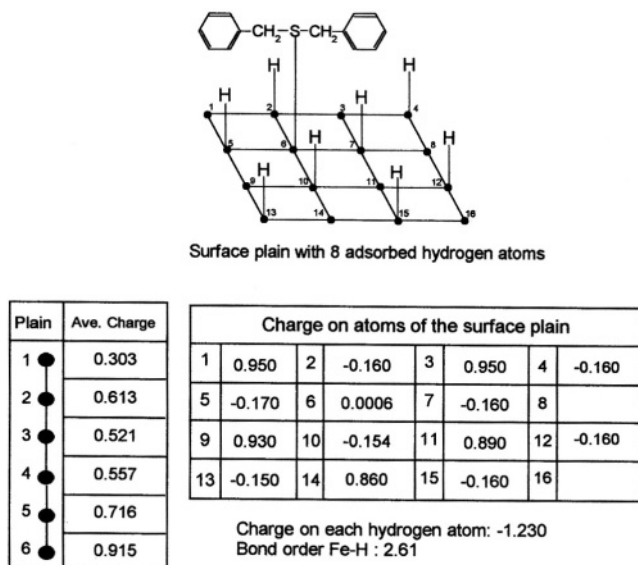 CH₂–S–CH₂
H H
H H
1 2 3 4
H H
5 6 7 8
H H
9 10 11 12
13 14 15 16
Surface plain with 8 adsorbed hydrogen atoms
Plain Ave. Charge
1 0.303
2 0.613
3 0.521
4 0.557
5 0.716
6 0.915
Charge on atoms of the surface plain
1 0.950 2 -0.160 3 0.950 4 -0.160
5 -0.170 6 0.0006 7 -0.160 8
9 0.930 10 -0.154 11 0.890 12 -0.160
13 -0.150 14 0.860 15 -0.160 16
Charge on each hydrogen atom: -1.230
Bond order Fe-H : 2.61